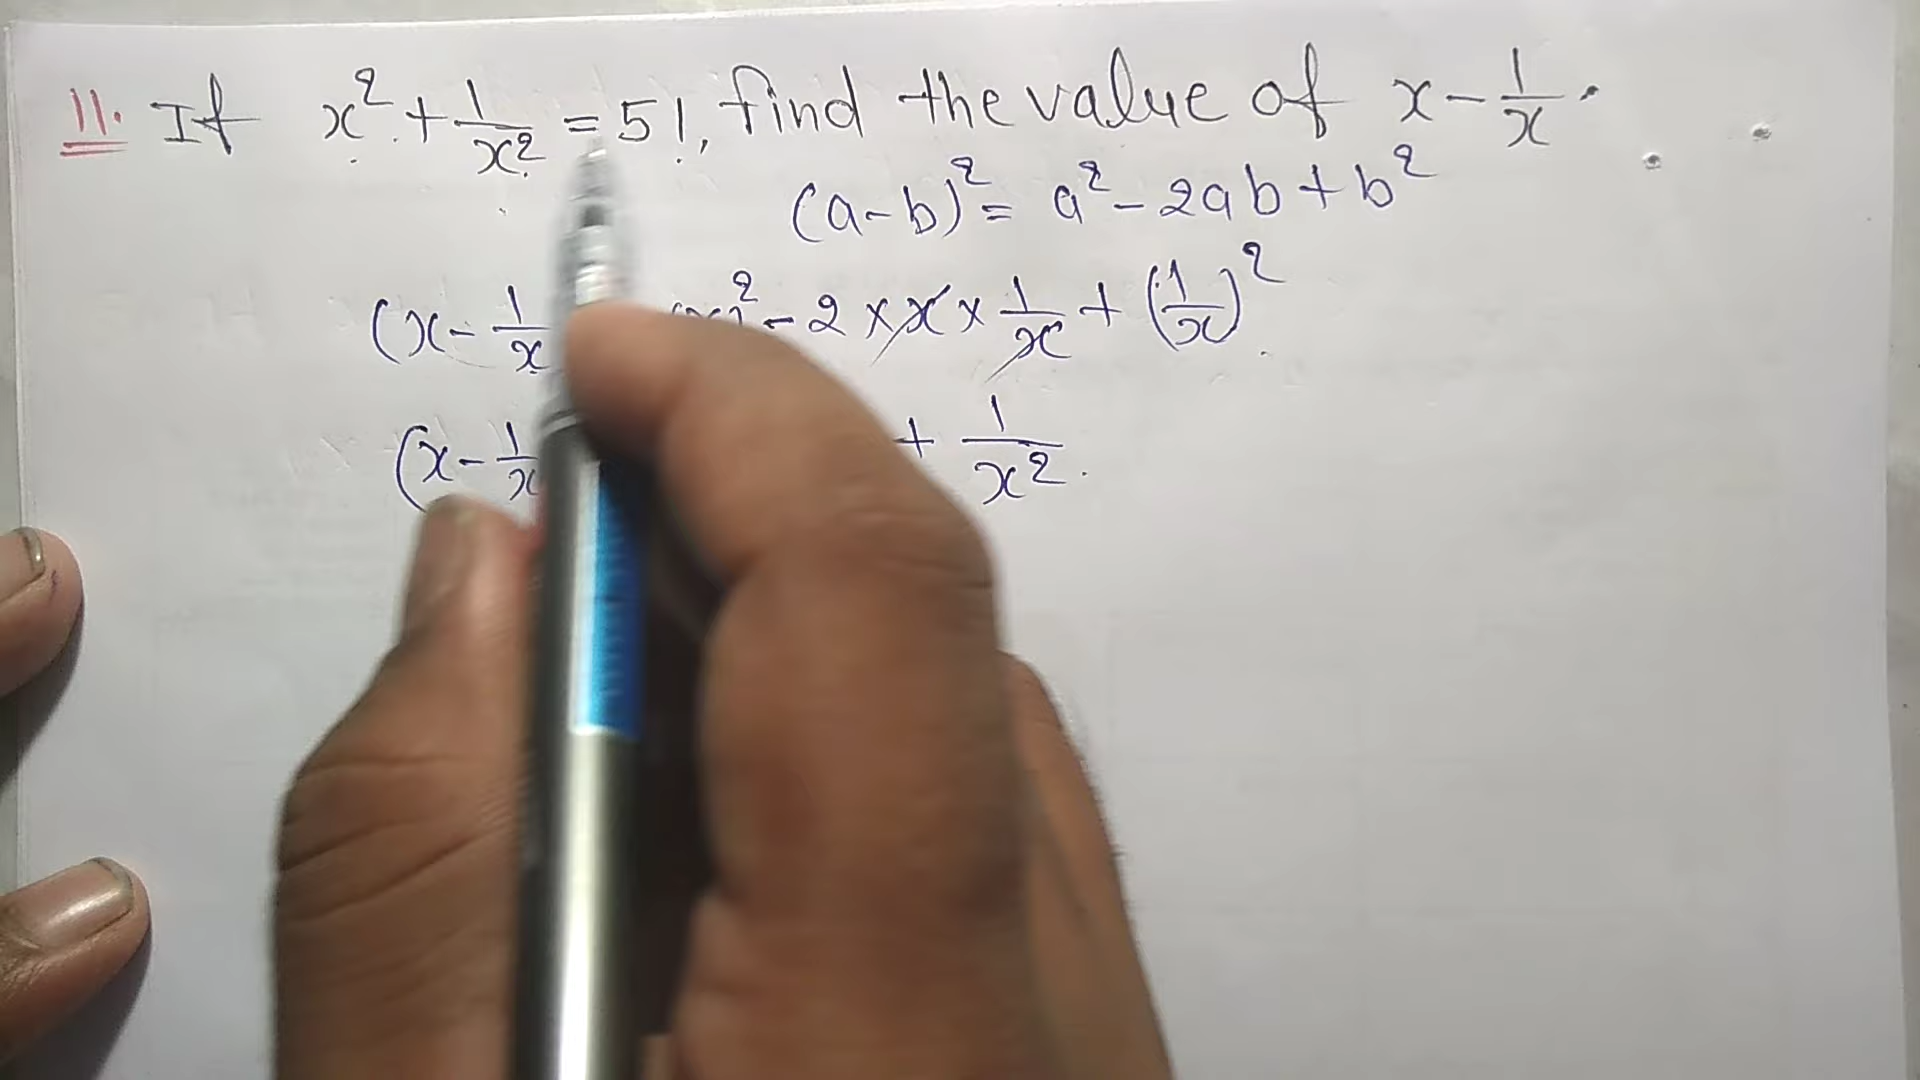 11. If x² + 1/x² = 51, find the value of x - 1/x.
(a-b)² = a² - 2ab + b²
(x - 1/x ² - 2 × x × 1/x + (1/x)²
(x - 1/x + 1/x².